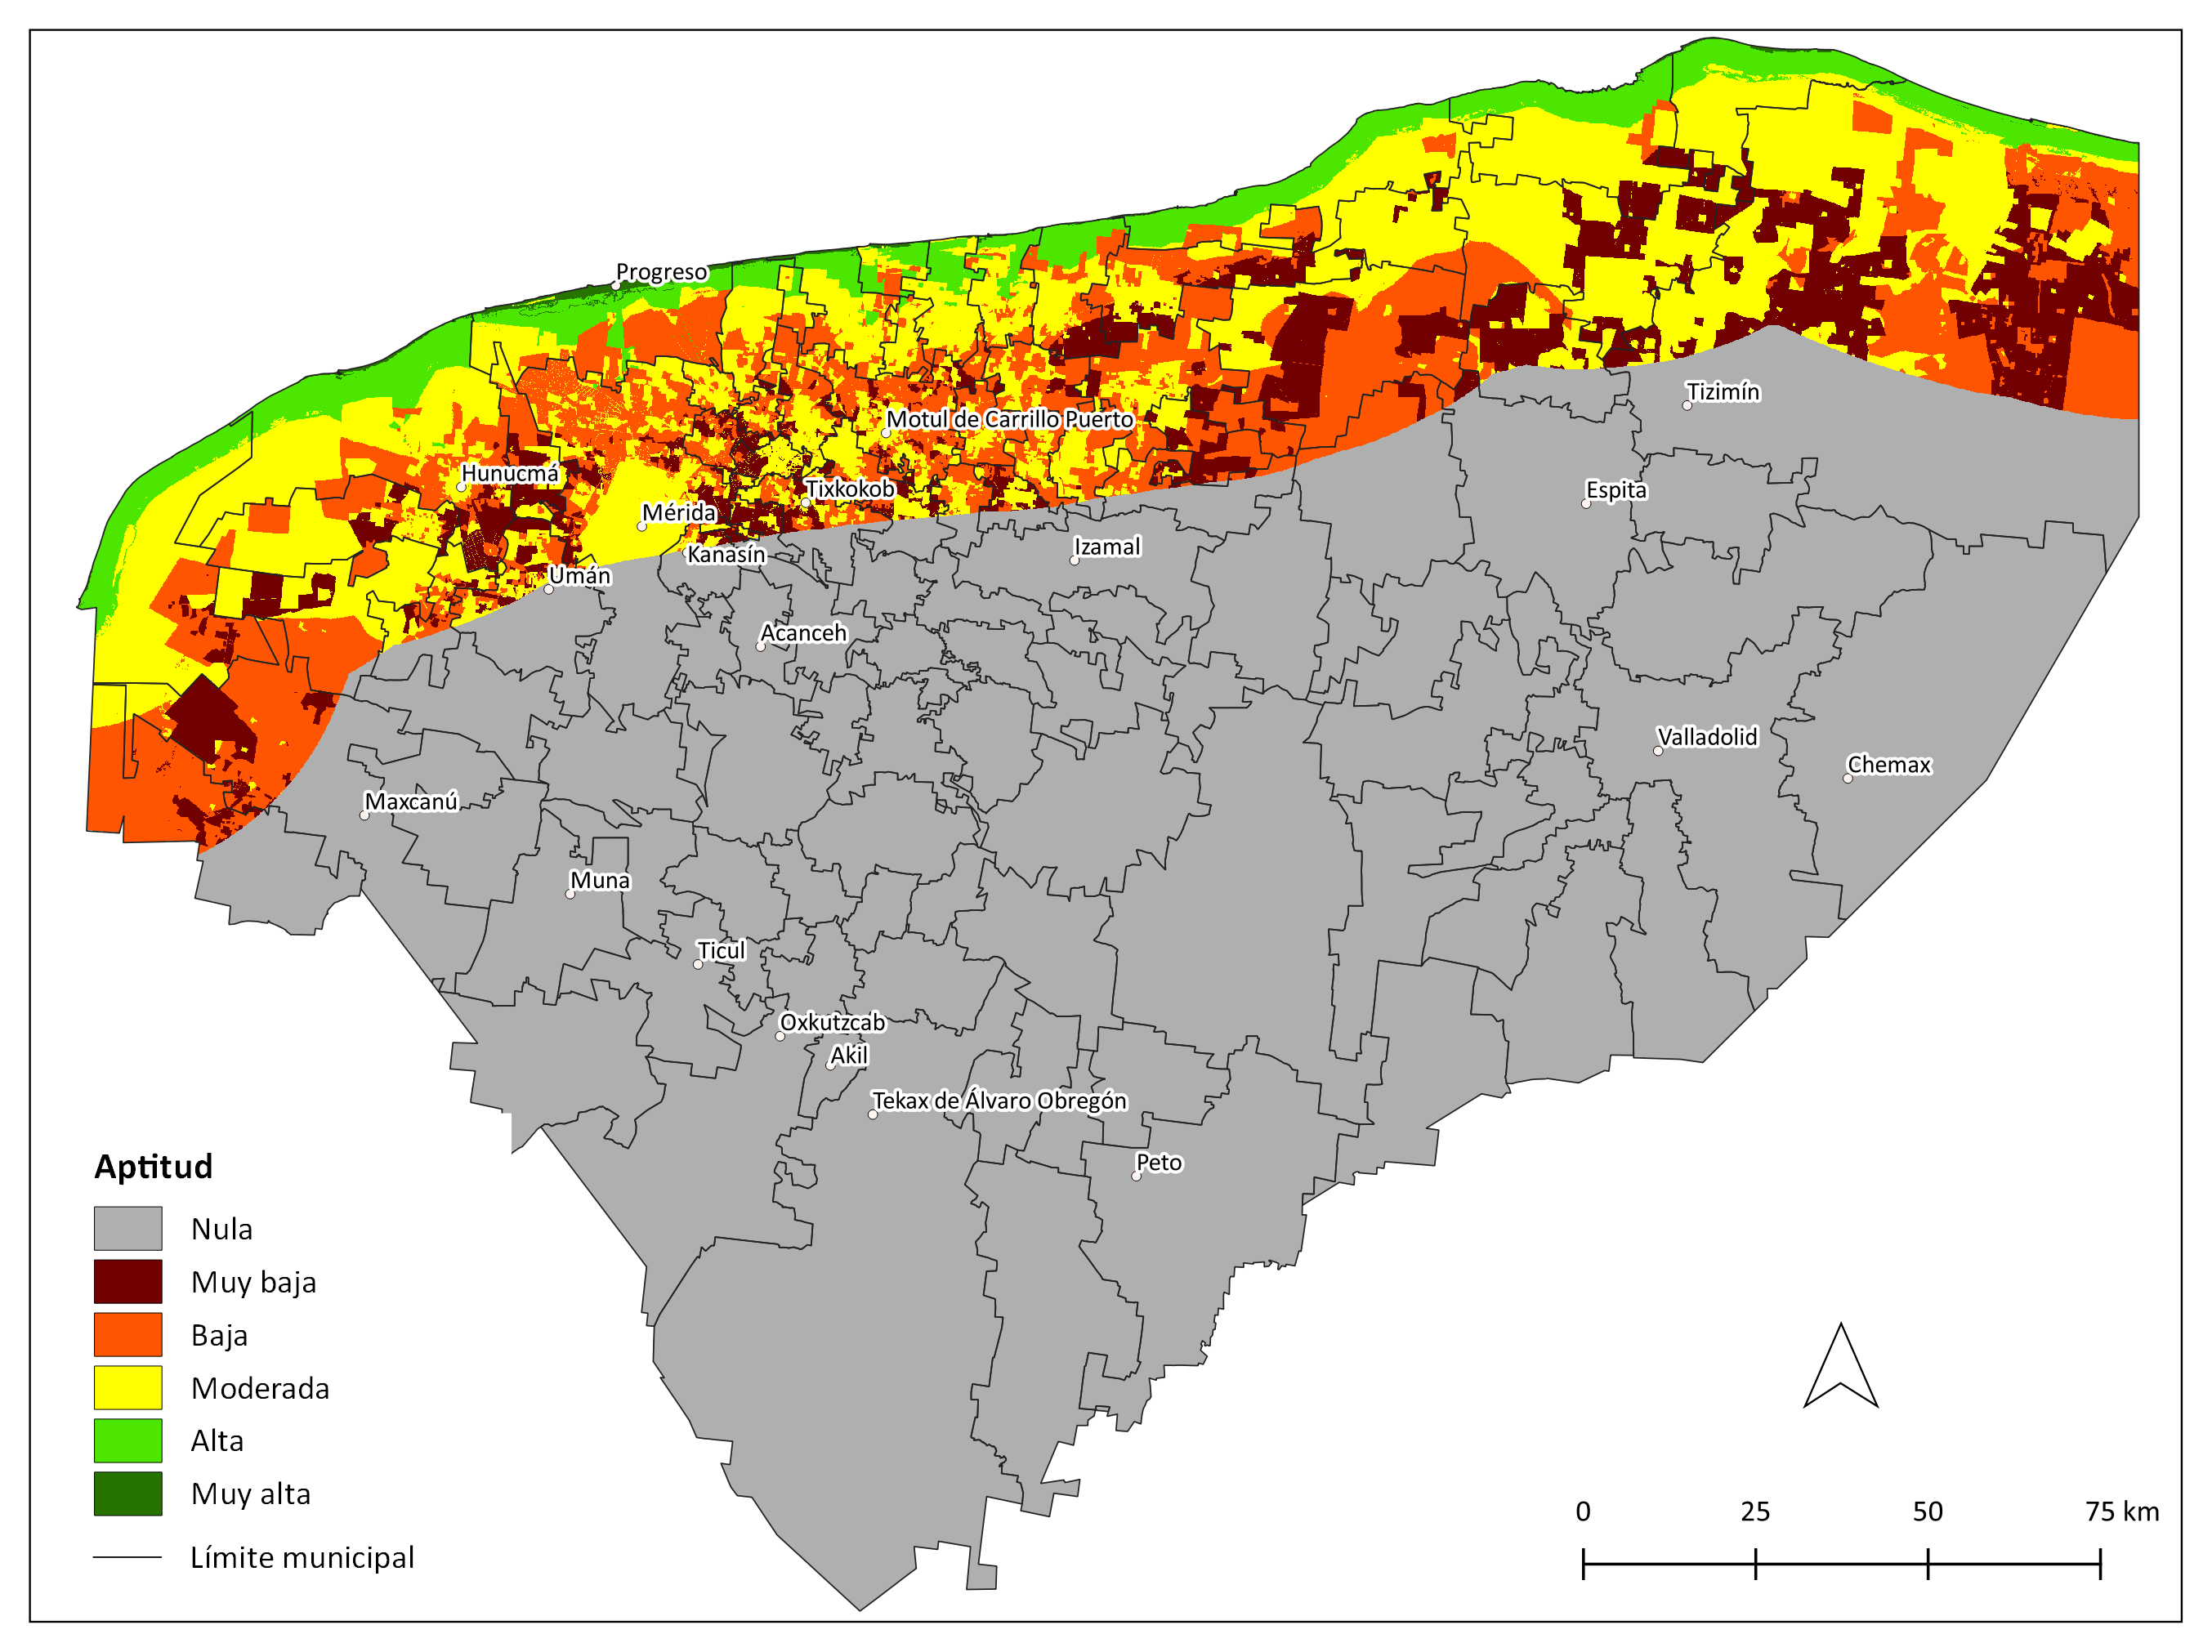 Progreso
Tizimín
Motul de Carrillo Puerto
Hunucmá
Tixkokob
Espita
Mérida
Kanasín
Izamal
Umán
Acanceh
Valladolid
Chemax
Maxcanú
Muna
Ticul
Oxkutzcab
Akil
Tekax de Álvaro Obregón
Peto
Aptitud
Nula
Muy baja
Baja
Moderada
Alta
Muy alta
Límite municipal
0 25 50 75 km